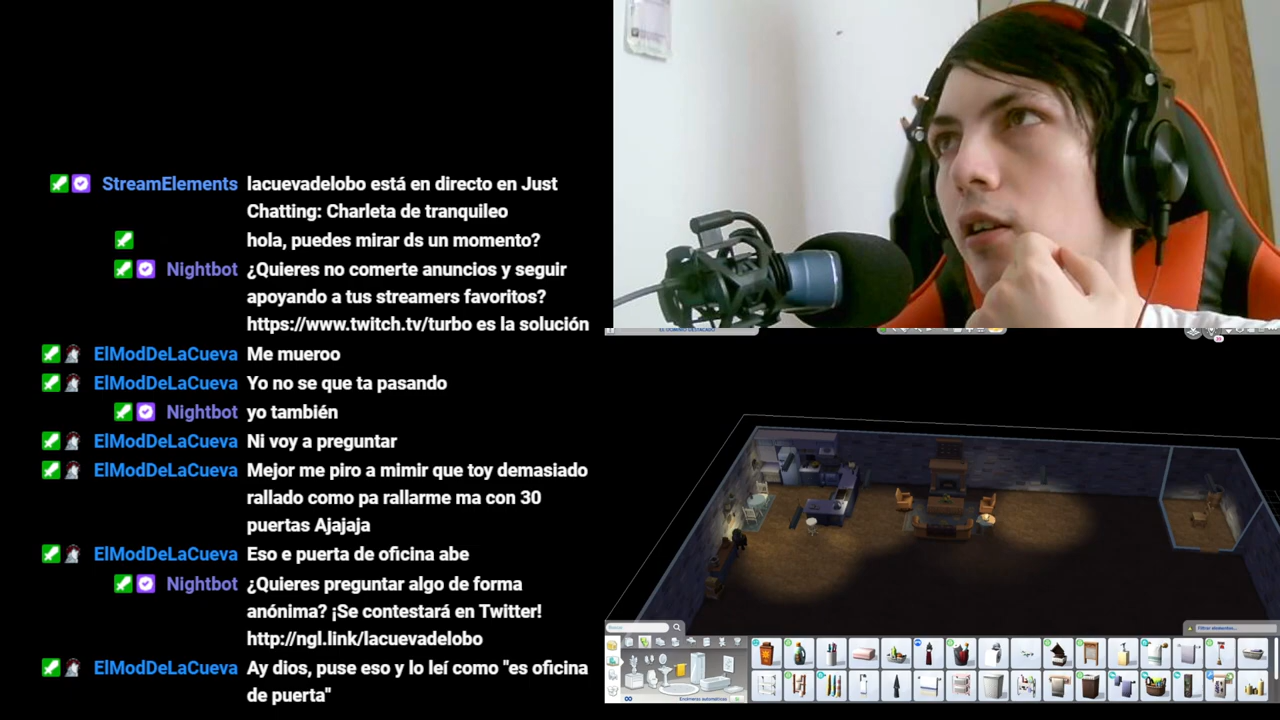 StreamElements lacuevadelobo está en directo en Just
Chatting: Charleta de tranquileo
hola, puedes mirar ds un momento?
Nightbot ¿Quieres no comerte anuncios y seguir
apoyando a tus streamers favoritos?
https://www.twitch.tv/turbo es la solución
ElModDeLaCueva Me mueroo
ElModDeLaCueva Yo no se que ta pasando
Nightbot yo también
ElModDeLaCueva Ni voy a preguntar
ElModDeLaCueva Mejor me piro a mimir que toy demasiado
rallado como pa rallarme ma con 30
puertas Ajajaja
ElModDeLaCueva Eso e puerta de oficina abe
Nightbot ¿Quieres preguntar algo de forma
anónima? ¡Se contestará en Twitter!
http://ngl.link/lacuevadelobo
ElModDeLaCueva Ay dios, puse eso y lo leí como "es oficina
de puerta"
Buscar
Filtrar elementos...